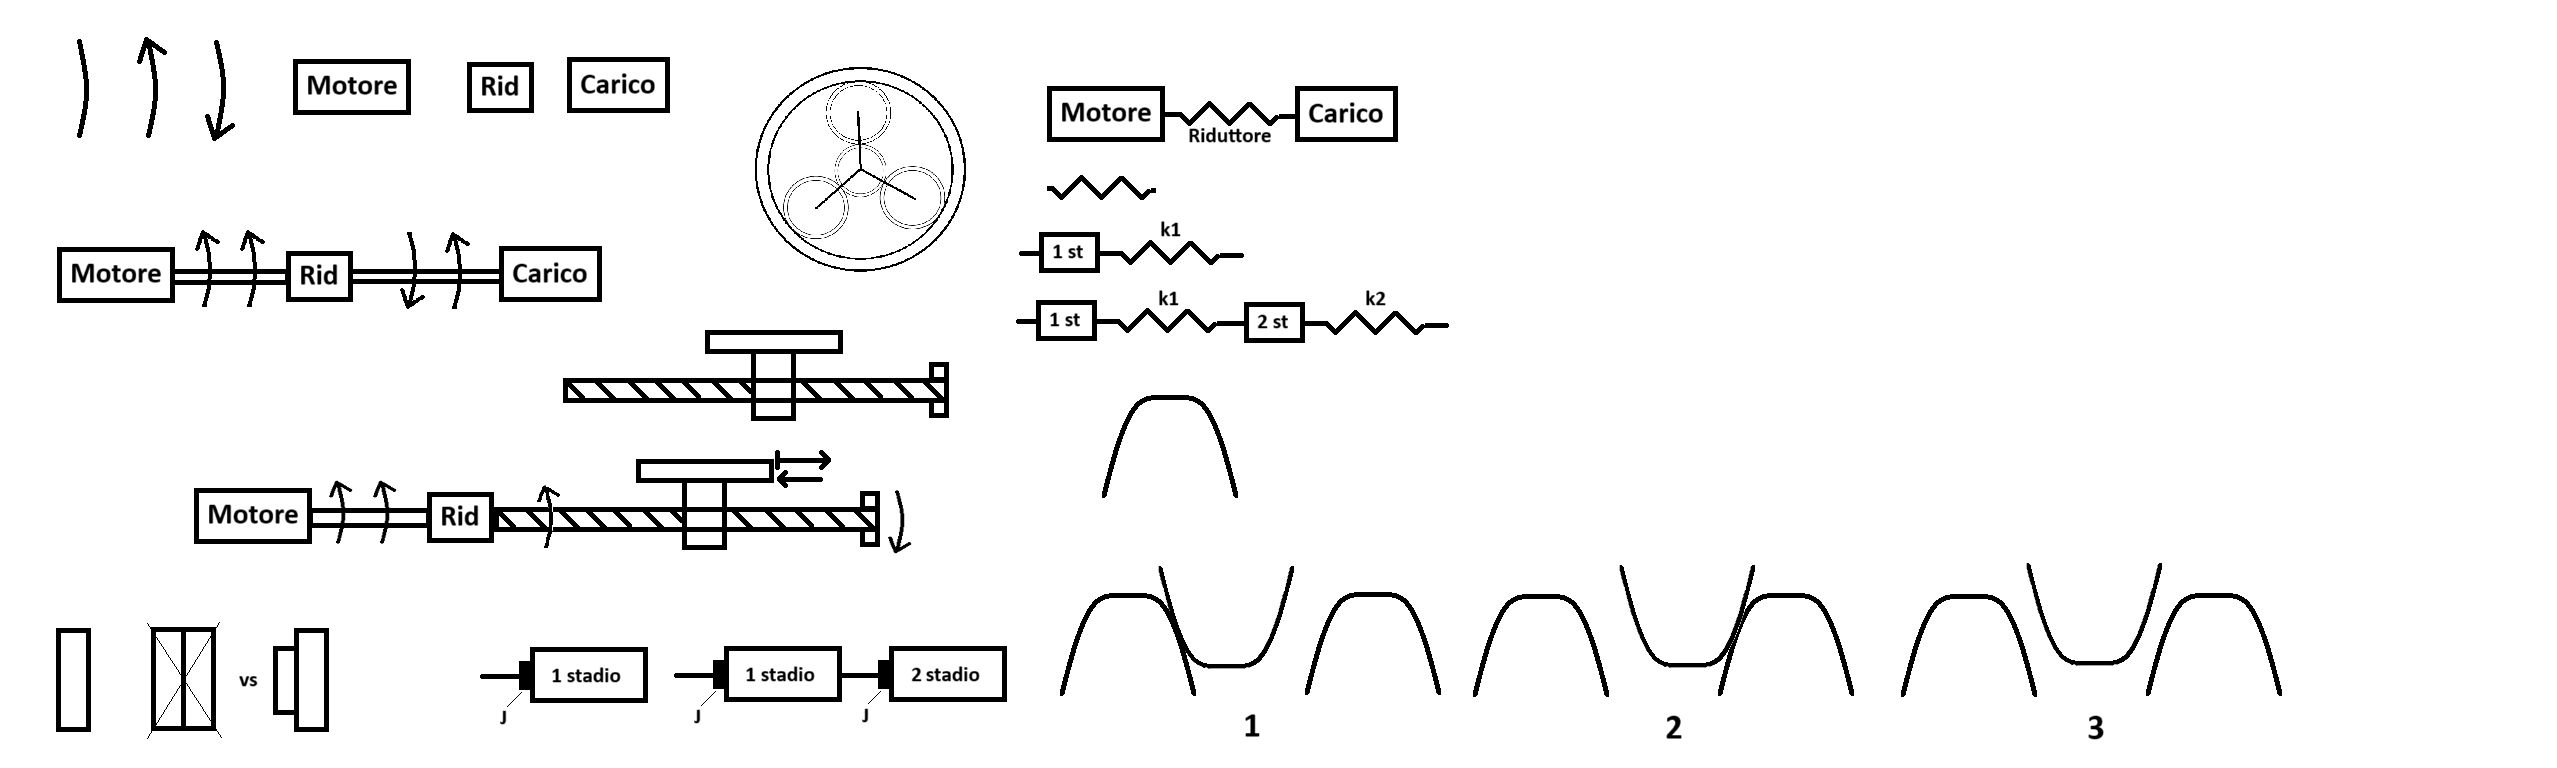 Motore Rid Carico
Motore Riduttore Carico
k1
1 st
Motore Rid Carico
k1 k2
1 st 2 st
Motore Rid
vs
1 stadio
J
1 stadio 2 stadio
J J
1 2 3